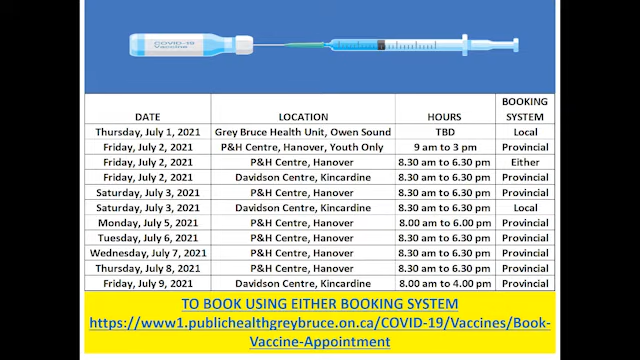 COVID-19
Vaccine
DATE LOCATION HOURS BOOKING SYSTEM
Thursday, July 1, 2021 Grey Bruce Health Unit, Owen Sound TBD Local
Friday, July 2, 2021 P&H Centre, Hanover, Youth Only 9 am to 3 pm Provincial
Friday, July 2, 2021 P&H Centre, Hanover 8.30 am to 6.30 pm Either
Friday, July 2, 2021 Davidson Centre, Kincardine 8.30 am to 6.30 pm Provincial
Saturday, July 3, 2021 P&H Centre, Hanover 8.30 am to 6.30 pm Provincial
Saturday, July 3, 2021 Davidson Centre, Kincardine 8.30 am to 6.30 pm Local
Monday, July 5, 2021 P&H Centre, Hanover 8.00 am to 6.00 pm Provincial
Tuesday, July 6, 2021 P&H Centre, Hanover 8.30 am to 6.30 pm Provincial
Wednesday, July 7, 2021 P&H Centre, Hanover 8.30 am to 6.30 pm Provincial
Thursday, July 8, 2021 P&H Centre, Hanover 8.30 am to 6.30 pm Provincial
Friday, July 9, 2021 Davidson Centre, Kincardine 8.00 am to 4.00 pm Provincial
TO BOOK USING EITHER BOOKING SYSTEM
https://www1.publichealthgreybruce.on.ca/COVID-19/Vaccines/Book-
Vaccine-Appointment